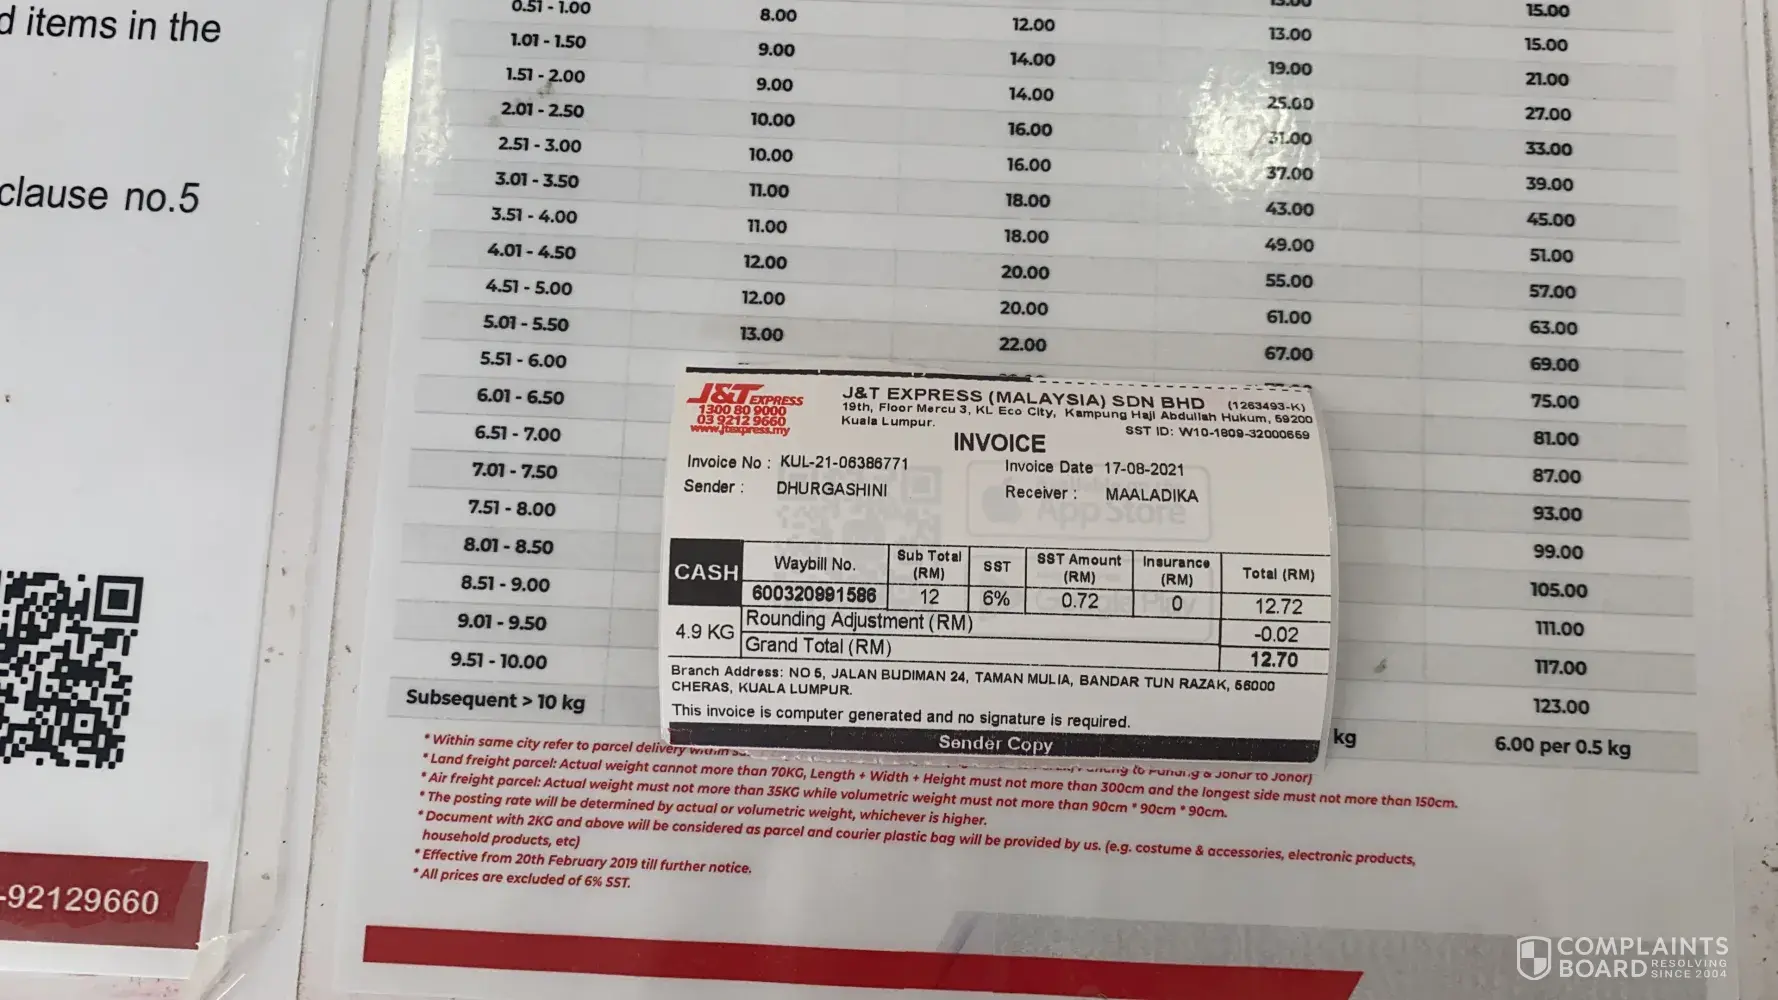 d items in the
clause no.5
-92129660
0.51 - 1.00 8.00 12.00 13.00 15.00
1.01 - 1.50 9.00 14.00 13.00 15.00
1.51 - 2.00 9.00 14.00 19.00 21.00
2.01 - 2.50 10.00 16.00 25.00 27.00
2.51 - 3.00 10.00 16.00 31.00 33.00
3.01 - 3.50 11.00 18.00 37.00 39.00
3.51 - 4.00 11.00 18.00 43.00 45.00
4.01 - 4.50 12.00 20.00 49.00 51.00
4.51 - 5.00 12.00 20.00 55.00 57.00
5.01 - 5.50 13.00 22.00 61.00 63.00
5.51 - 6.00 67.00 69.00
6.01 - 6.50 75.00
6.51 - 7.00 81.00
7.01 - 7.50 87.00
7.51 - 8.00 93.00
8.01 - 8.50 99.00
8.51 - 9.00 105.00
9.01 - 9.50 111.00
9.51 - 10.00 117.00
123.00
Subsequent > 10 kg kg 6.00 per 0.5 kg
J&T EXPRESS
1300 80 9000
03 9212 9660
www.jtexpress.my
J&T EXPRESS (MALAYSIA) SDN BHD (1263493-K)
19th, Floor Mercu 3, KL Eco City, Kampung Haji Abdullah Hukum, 59200
Kuala Lumpur.
SST ID: W10-1809-32000659
INVOICE
Invoice No : KUL-21-06386771 Invoice Date 17-08-2021
Sender : DHURGASHINI Receiver : MAALADIKA
App Store
CASH Waybill No. Sub Total (RM) SST SST Amount (RM) Insurance (RM) Total (RM)
600320991586 12 6% 0.72 0 12.72
4.9 KG Rounding Adjustment (RM) -0.02
Grand Total (RM) 12.70
Branch Address: NO 5, JALAN BUDIMAN 24, TAMAN MULIA, BANDAR TUN RAZAK, 56000
CHERAS, KUALA LUMPUR.
This invoice is computer generated and no signature is required.
Sender Copy
* Within same city refer to parcel delivery within & Johor to Johor)
* Land freight parcel: Actual weight cannot more than 70KG, Length + Width + Height must not more than 300cm and the longest side must not more than 150cm.
* Air freight parcel: Actual weight must not more than 35KG while volumetric weight must not more than 90cm * 90cm * 90cm.
* The posting rate will be determined by actual or volumetric weight, whichever is higher.
* Document with 2KG and above will be considered as parcel and courier plastic bag will be provided by us. (e.g. costume & accessories, electronic products,
household products, etc)
* Effective from 20th February 2019 till further notice.
* All prices are excluded of 6% SST.
COMPLAINTS
BOARD RESOLVING SINCE 2004